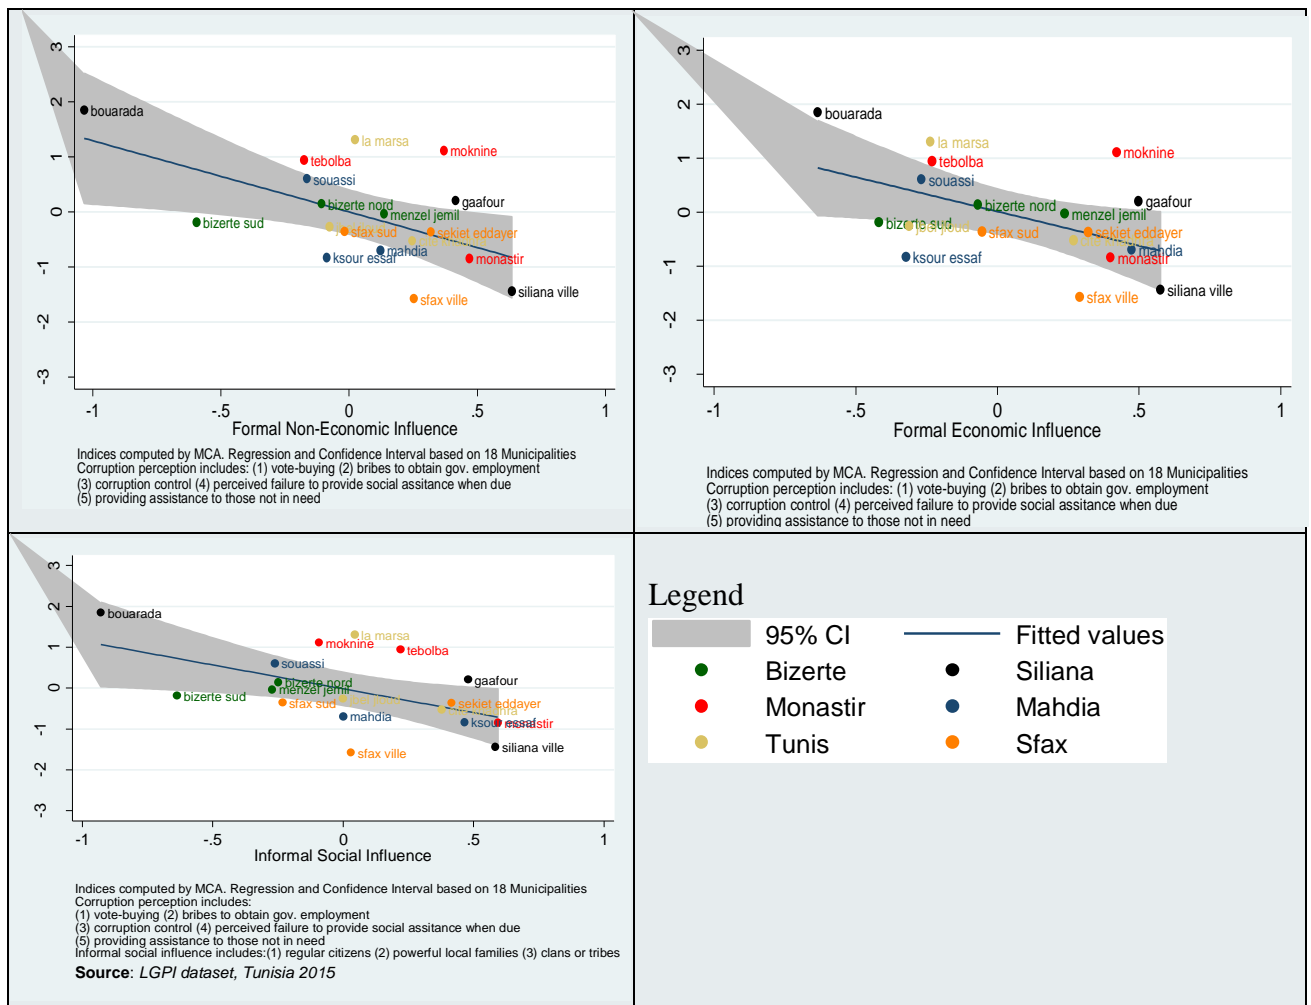 3
2
1
0
-1
-2
-3
bouarada
la marsa
moknine
tebolba
souassi
gaafour
bizerte nord
menzel jemil
bizerte sud
sfax sud
sekiet eddayer
mahdia
ksour essaf
monastir
siliana ville
sfax ville
-1 -.5 0 .5 1
Formal Non-Economic Influence
Indices computed by MCA. Regression and Confidence Interval based on 18 Municipalities
Corruption perception includes: (1) vote-buying (2) bribes to obtain gov. employment
(3) corruption control (4) perceived failure to provide social assitance when due
(5) providing assistance to those not in need
3
2
1
0
-1
-2
-3
bouarada
la marsa
moknine
tebolba
souassi
gaafour
bizerte nord
menzel jemil
bizerte sud
sfax sud
sekiet eddayer
mahdia
ksour essaf
monastir
siliana ville
sfax ville
-1 -.5 0 .5 1
Formal Economic Influence
Indices computed by MCA. Regression and Confidence Interval based on 18 Municipalities
Corruption perception includes: (1) vote-buying (2) bribes to obtain gov. employment
(3) corruption control (4) perceived failure to provide social assitance when due
(5) providing assistance to those not in need
3
2
1
0
-1
-2
-3
bouarada
la marsa
moknine
tebolba
souassi
gaafour
bizerte nord
menzel jemil
bizerte sud
sfax sud
sekiet eddayer
mahdia
ksour essaf
monastir
siliana ville
sfax ville
-1 -.5 0 .5 1
Informal Social Influence
Indices computed by MCA. Regression and Confidence Interval based on 18 Municipalities
Corruption perception includes:
(1) vote-buying (2) bribes to obtain gov. employment
(3) corruption control (4) perceived failure to provide social assitance when due
(5) providing assistance to those not in need
Informal social influence includes:(1) regular citizens (2) powerful local families (3) clans or tribes
Source: LGPI dataset, Tunisia 2015
Legend
95% CI Fitted values
Bizerte Siliana
Monastir Mahdia
Tunis Sfax